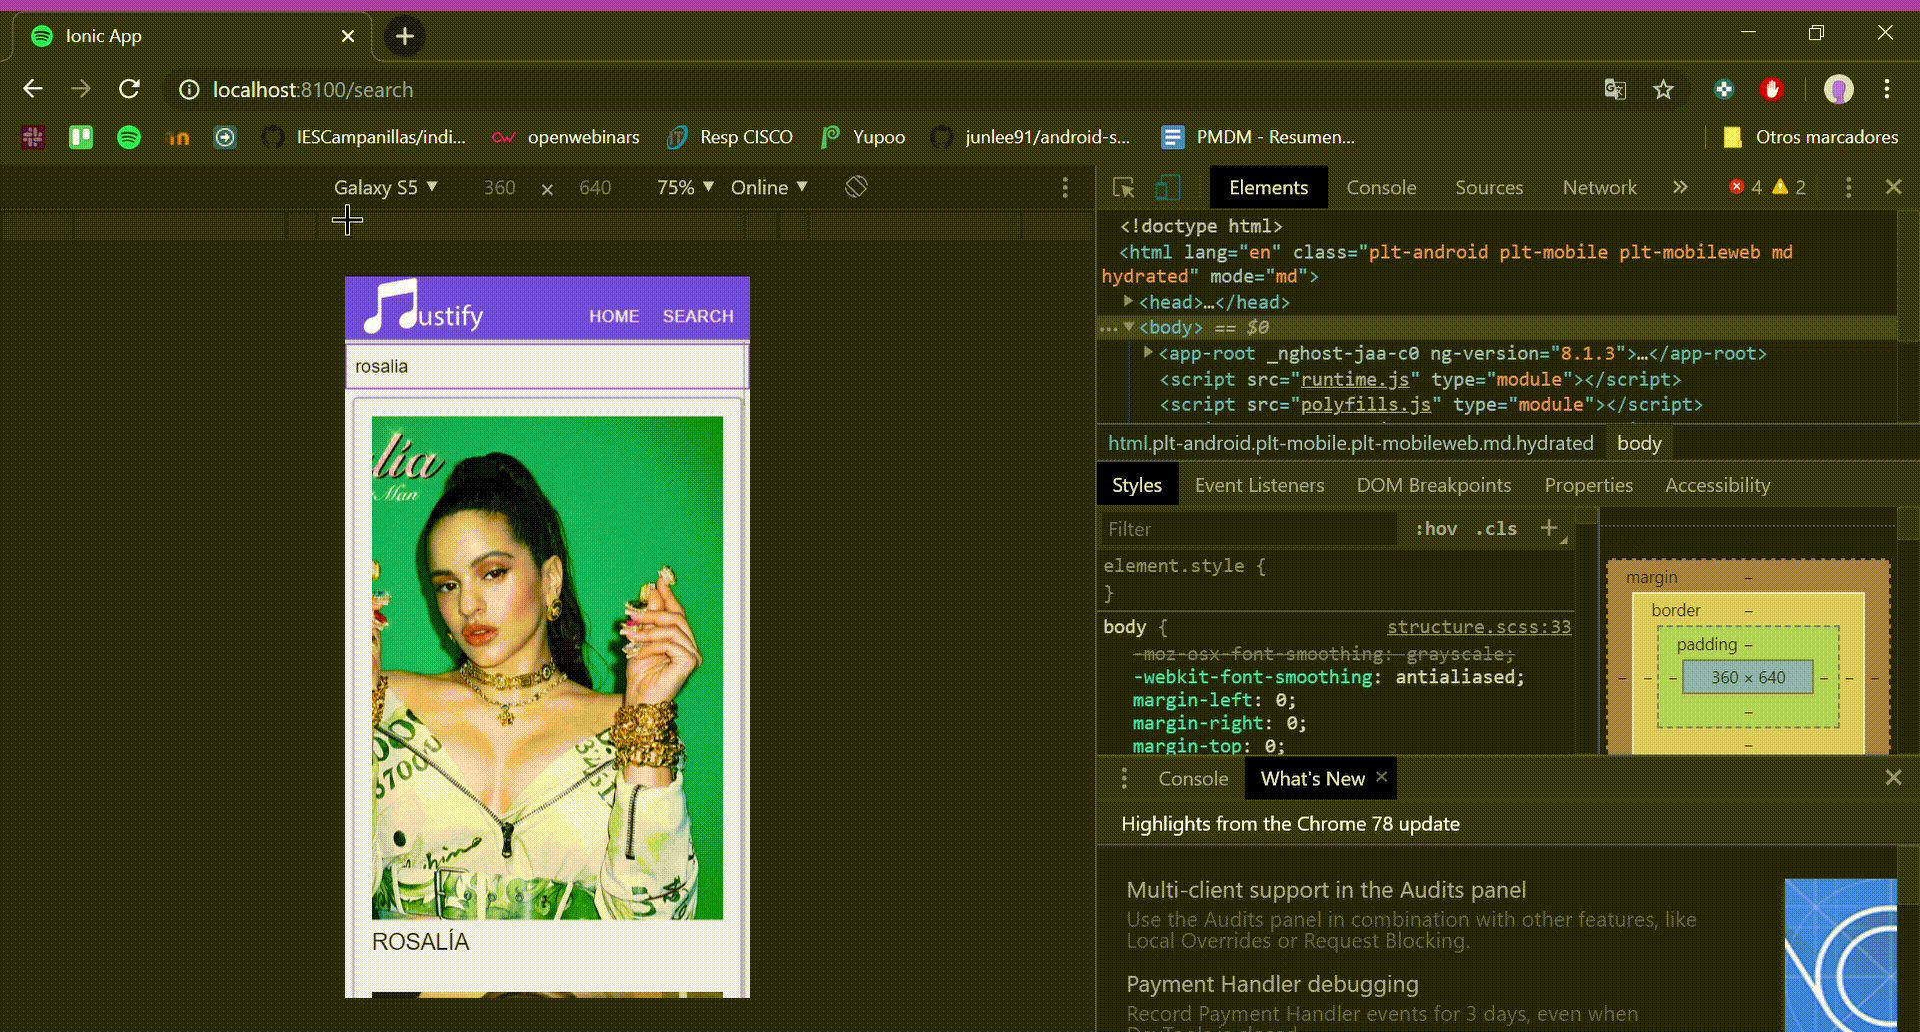 Ionic App
localhost:8100/search
IESCampanillas/indi... openwebinars Resp CISCO Yupoo junlee91/android-s... PMDM - Resumen... Otros marcadores
Galaxy S5 ▼ 360 × 640 75% ▼ Online ▼
Elements Console Sources Network » 4 2
<!doctype html>
<html lang="en" class="plt-android plt-mobile plt-mobileweb md
hydrated" mode="md">
<head>…</head>
... <body> == $0
<app-root _nghost-jaa-c0 ng-version="8.1.3">…</app-root>
<script src="runtime.js" type="module"></script>
<script src="polyfills.js" type="module"></script>
html.plt-android.plt-mobile.plt-mobileweb.md.hydrated body
Styles Event Listeners DOM Breakpoints Properties Accessibility
Filter :hov .cls +
element.style {
}
body { structure.scss:33
-moz-osx-font-smoothing: grayscale;
-webkit-font-smoothing: antialiased;
margin-left: 0;
margin-right: 0;
margin-top: 0;
margin –
border –
padding –
– – – 360 × 640 – – –
–
–
Console What's New ×
Highlights from the Chrome 78 update
Multi-client support in the Audits panel
Use the Audits panel in combination with other features, like
Local Overrides or Request Blocking.
Payment Handler debugging
Record Payment Handler events for 3 days, even when
ustify HOME SEARCH
rosalia
lía
Man
ROSALÍA